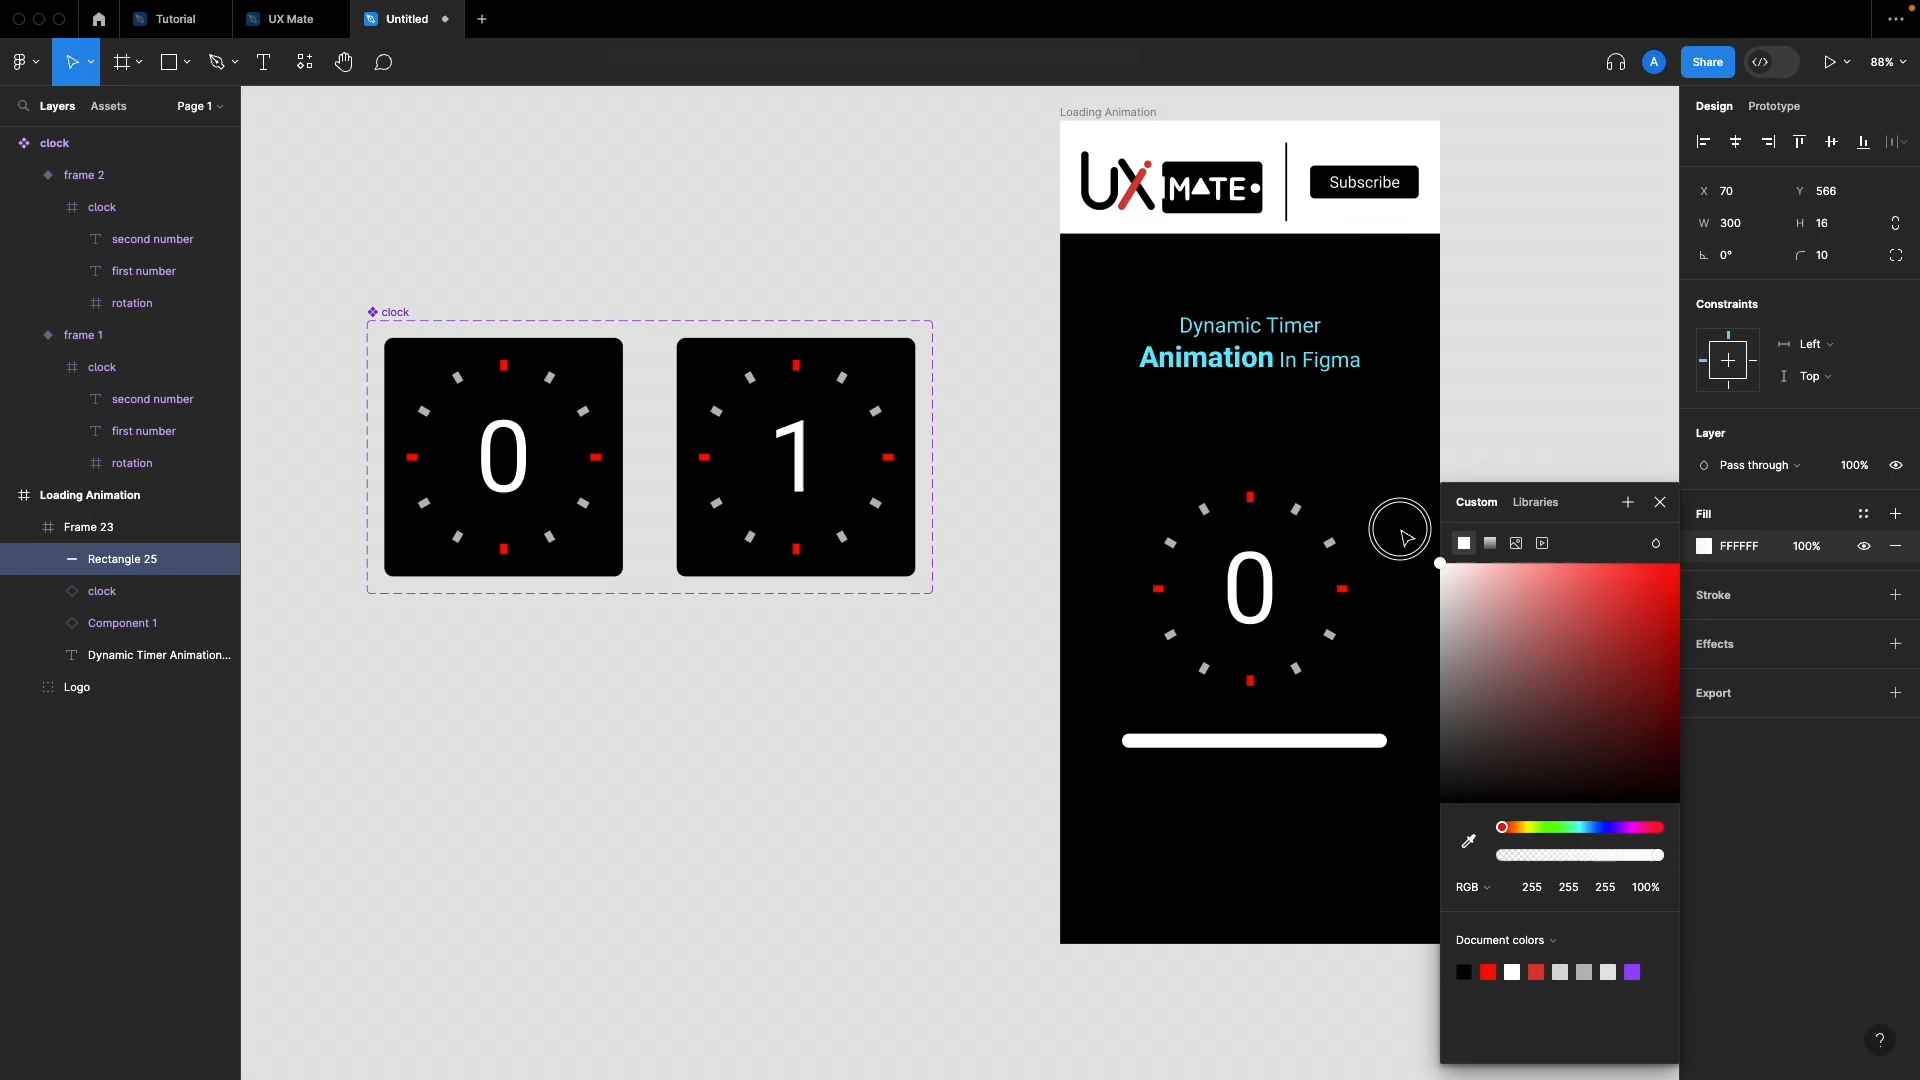 Tutorial
UX Mate
Untitled
A
Share
88%
Layers
Assets
Page 1
clock
frame 2
clock
second number
first number
rotation
frame 1
clock
second number
first number
rotation
Loading Animation
Frame 23
Rectangle 25
clock
Component 1
Dynamic Timer Animation...
Logo
clock
0
1
Loading Animation
UX MATE
Subscribe
Dynamic Timer
Animation In Figma
0
Custom
Libraries
RGB
255
255
255
100%
Document colors
Design
Prototype
X 70
Y 566
W 300
H 16
0°
10
Constraints
Left
Top
Layer
Pass through
100%
Fill
FFFFFF
100%
Stroke
Effects
Export
?